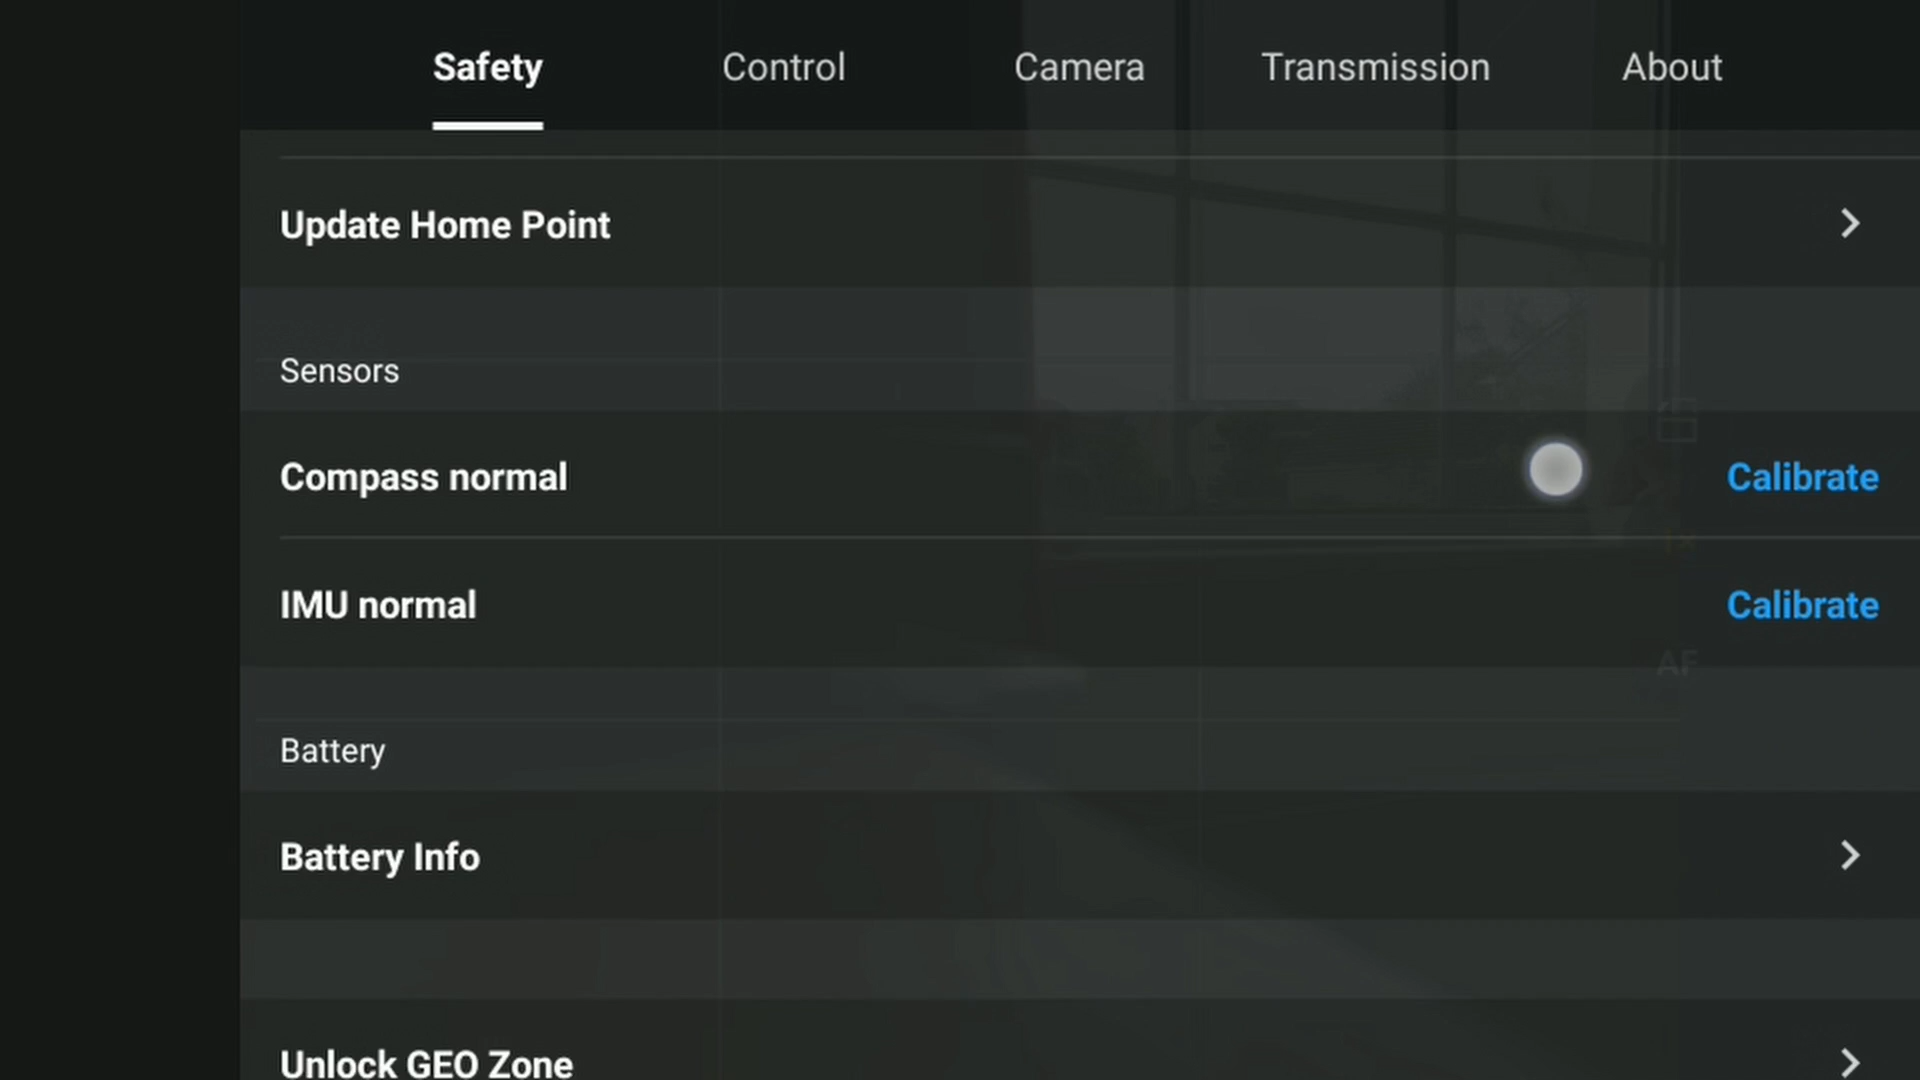 Safety Control Camera Transmission About
Update Home Point
Sensors
Compass normal Calibrate
IMU normal Calibrate
AF
Battery
Battery Info
Unlock GEO Zone